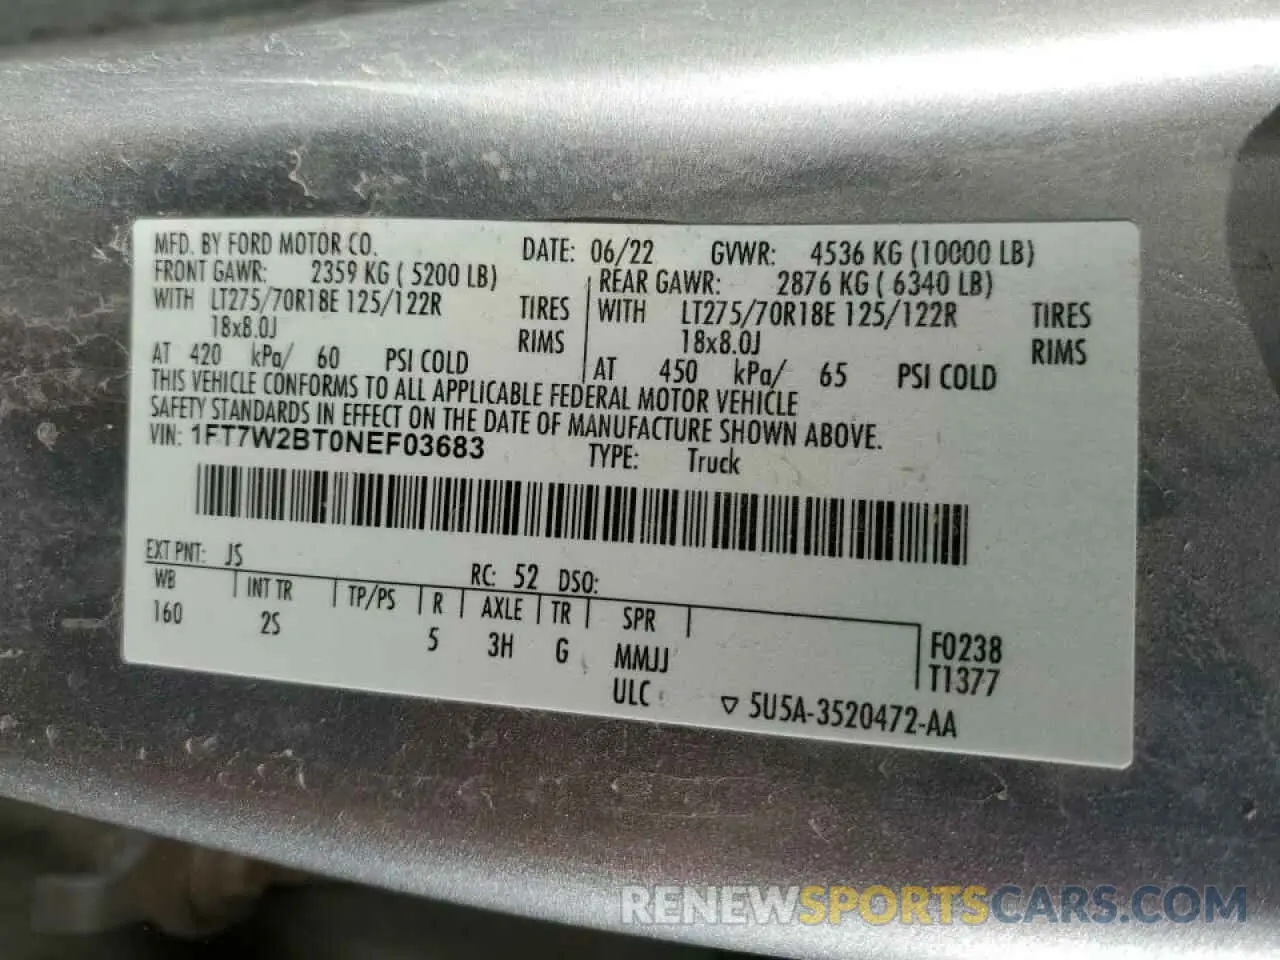 MFD. BY FORD MOTOR CO. DATE: 06/22 GVWR: 4536 KG (10000 LB)
FRONT GAWR: 2359 KG ( 5200 LB) REAR GAWR: 2876 KG ( 6340 LB)
WITH LT275/70R18E 125/122R TIRES WITH LT275/70R18E 125/122R TIRES
18x8.0J RIMS 18x8.0J RIMS
AT 420 kPa/ 60 PSI COLD AT 450 kPa/ 65 PSI COLD
THIS VEHICLE CONFORMS TO ALL APPLICABLE FEDERAL MOTOR VEHICLE
SAFETY STANDARDS IN EFFECT ON THE DATE OF MANUFACTURE SHOWN ABOVE.
VIN: 1FT7W2BT0NEF03683 TYPE: Truck
EXT PNT: JS RC: 52 DSO:
WB INT TR TP/PS R AXLE TR SPR
160 2S 5 3H G MMJJ F0238
ULC T1377
▽ 5U5A-3520472-AA
RENEWSPORTSCARS.COM